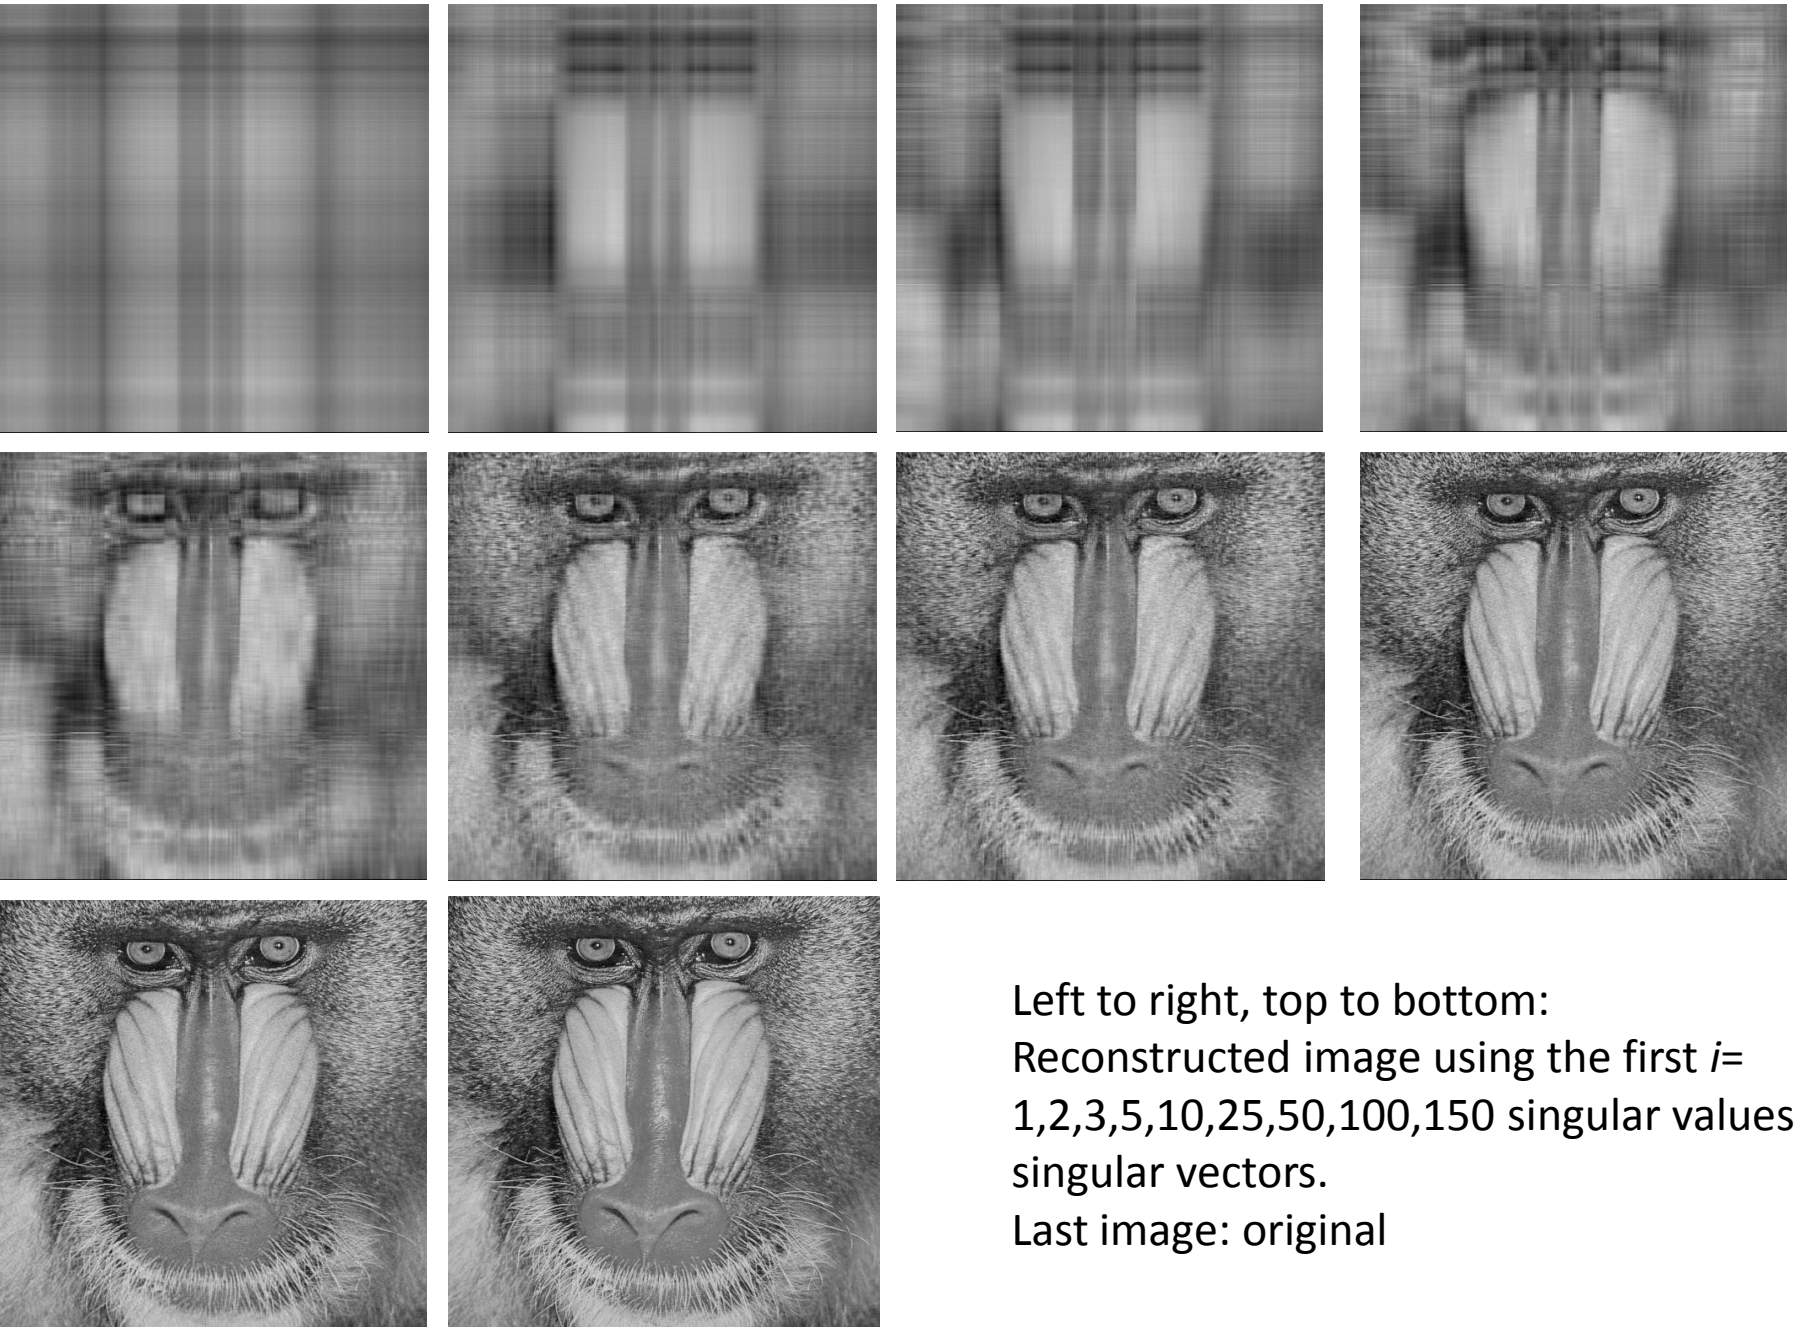 Left to right, top to bottom:
Reconstructed image using the first i=
1,2,3,5,10,25,50,100,150 singular values
singular vectors.
Last image: original